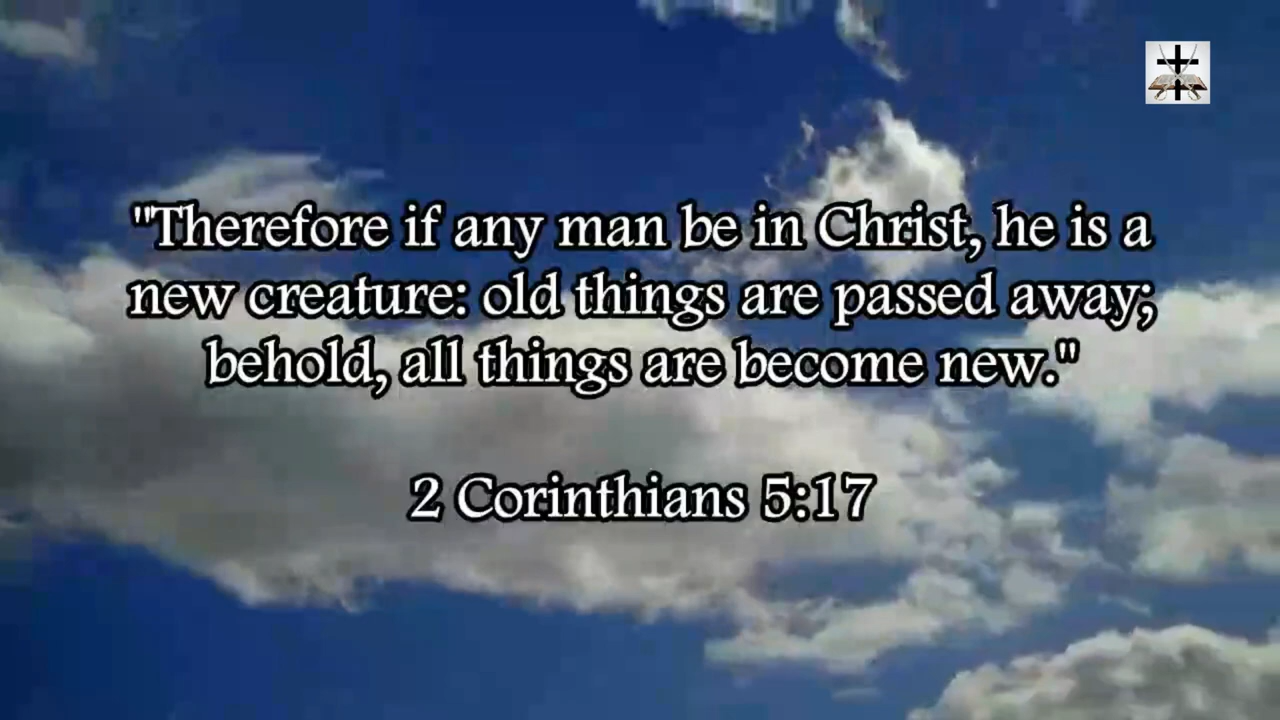 "Therefore if any man be in Christ, he is a
new creature: old things are passed away;
behold, all things are become new."
2 Corinthians 5:17